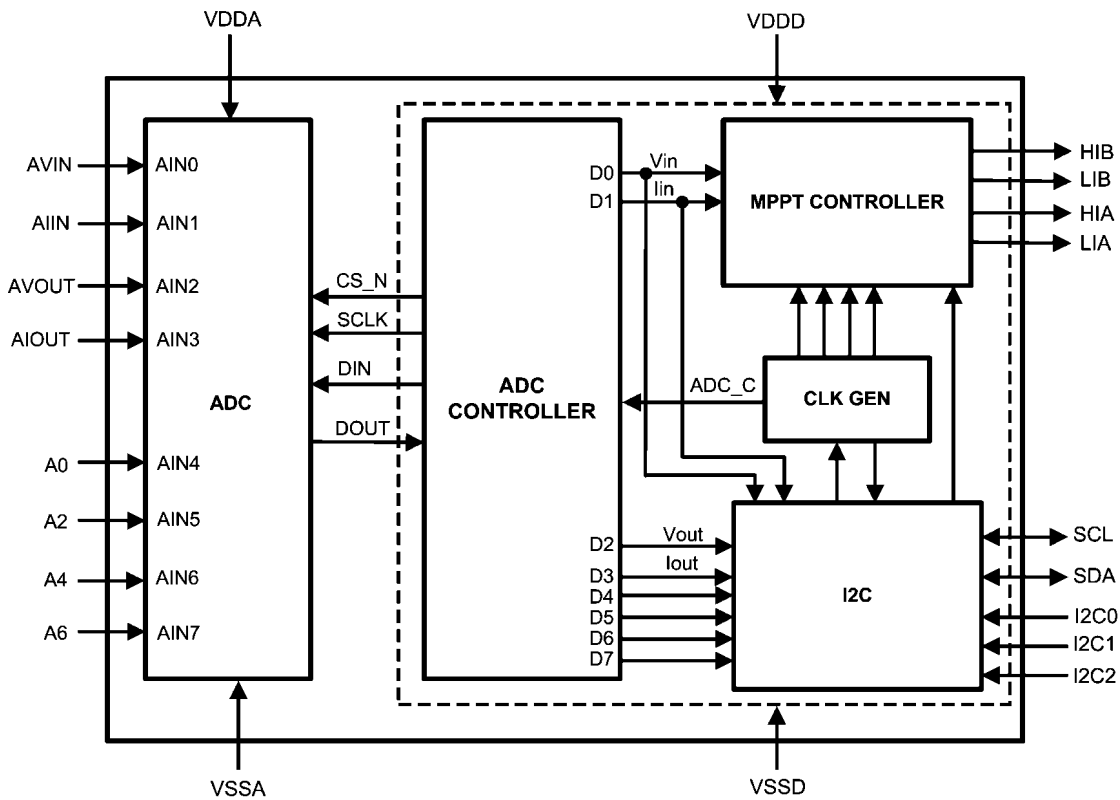 VDDA
VDDD
AVIN
AIIN
AVOUT
AIOUT
A0
A2
A4
A6
AIN0
AIN1
AIN2
AIN3
ADC
AIN4
AIN5
AIN6
AIN7
CS_N
SCLK
DIN
DOUT
ADC
CONTROLLER
D0
D1
Vin
Iin
MPPT CONTROLLER
HIB
LIB
HIA
LIA
ADC_C
CLK GEN
D2
D3
D4
D5
D6
D7
Vout
Iout
I2C
SCL
SDA
I2C0
I2C1
I2C2
VSSA
VSSD